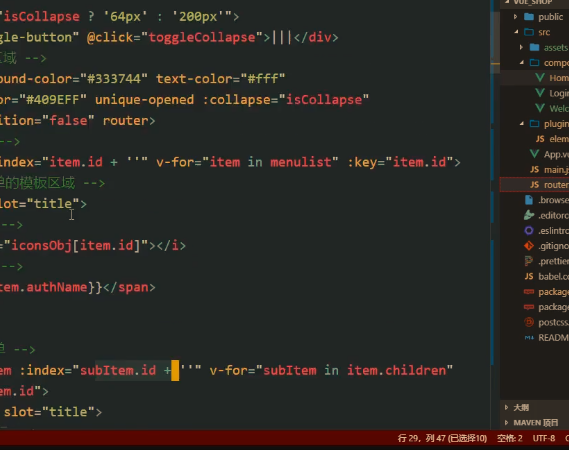 'isCollapse ? '64px' : '200px'">
gle-button" @click="toggleCollapse">|||</div>
区域 -->
ound-color="#333744" text-color="#fff"
or="#409EFF" unique-opened :collapse="isCollapse"
ition="false" router>
-->
index="item.id + ''" v-for="item in menulist" :key="item.id">
单的模板区域 -->
slot="title">
-->
="iconsObj[item.id]"></i>
-->
tem.authName}}</span>
单 -->
em :index="subItem.id + ''" v-for="subItem in item.children"
em.id">
slot="title">
行 29，列 47 (已选择10) 空格: 2 UTF-8
VUE_SHOP
public
src
assets
compo
Hom
Login
Welc
plugin
elem
JS
App.v
main.j
JS
router
JS
.browse
.editorc
.eslintrc
.gitigno
.prettie
babel.co
JS
package
package
postcss.
README
大纲
MAVEN 项目